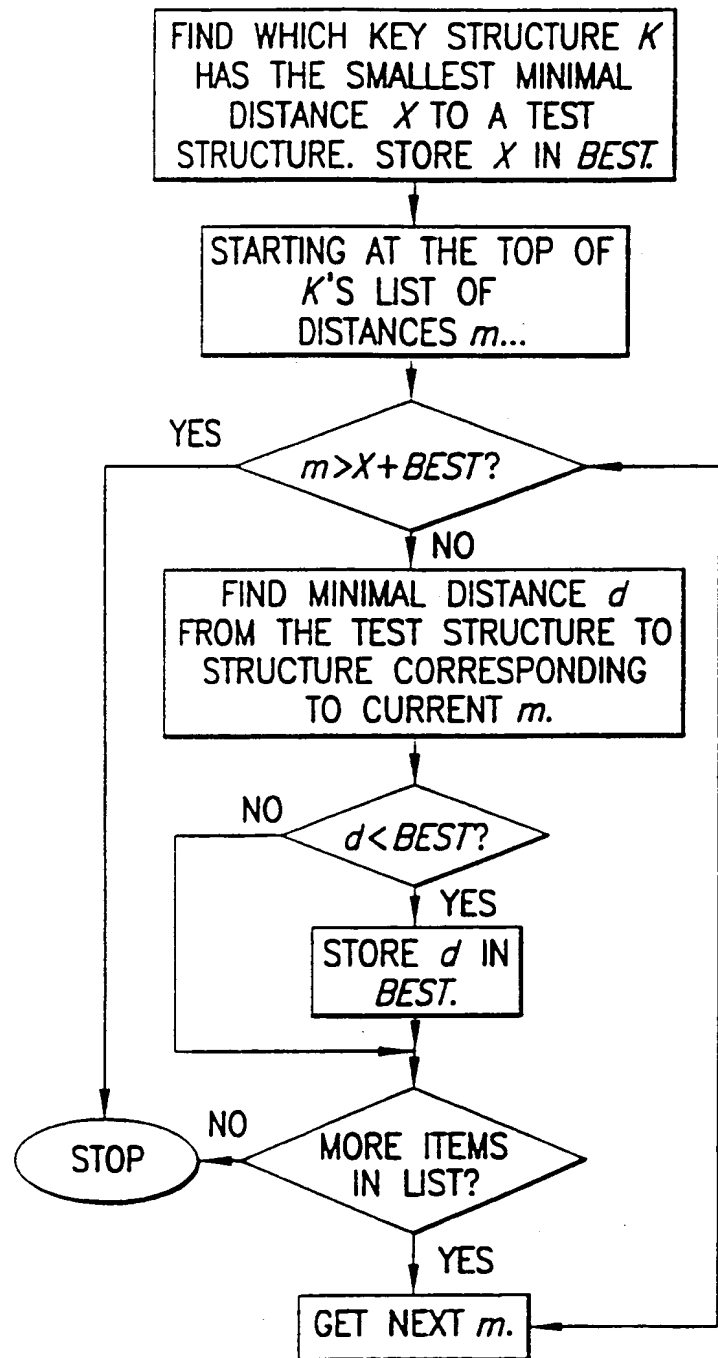 FIND WHICH KEY STRUCTURE K
HAS THE SMALLEST MINIMAL
DISTANCE X TO A TEST
STRUCTURE. STORE X IN BEST.
STARTING AT THE TOP OF
K'S LIST OF
DISTANCES m...
YES
m>X+BEST?
NO
FIND MINIMAL DISTANCE d
FROM THE TEST STRUCTURE TO
STRUCTURE CORRESPONDING
TO CURRENT m.
NO
d<BEST?
YES
STORE d IN
BEST.
NO
STOP
MORE ITEMS
IN LIST?
YES
GET NEXT m.